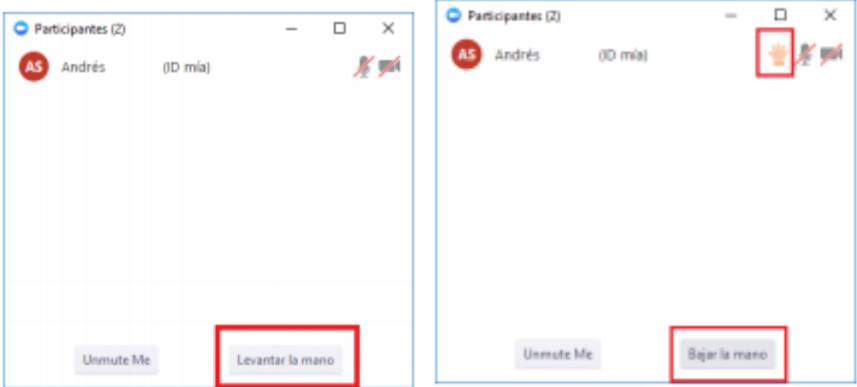 Participantes (2)
AS Andrés (ID mía)
Unmute Me Levantar la mano
Participantes (2)
AS Andrés (ID mía)
Unmute Me Bajar la mano